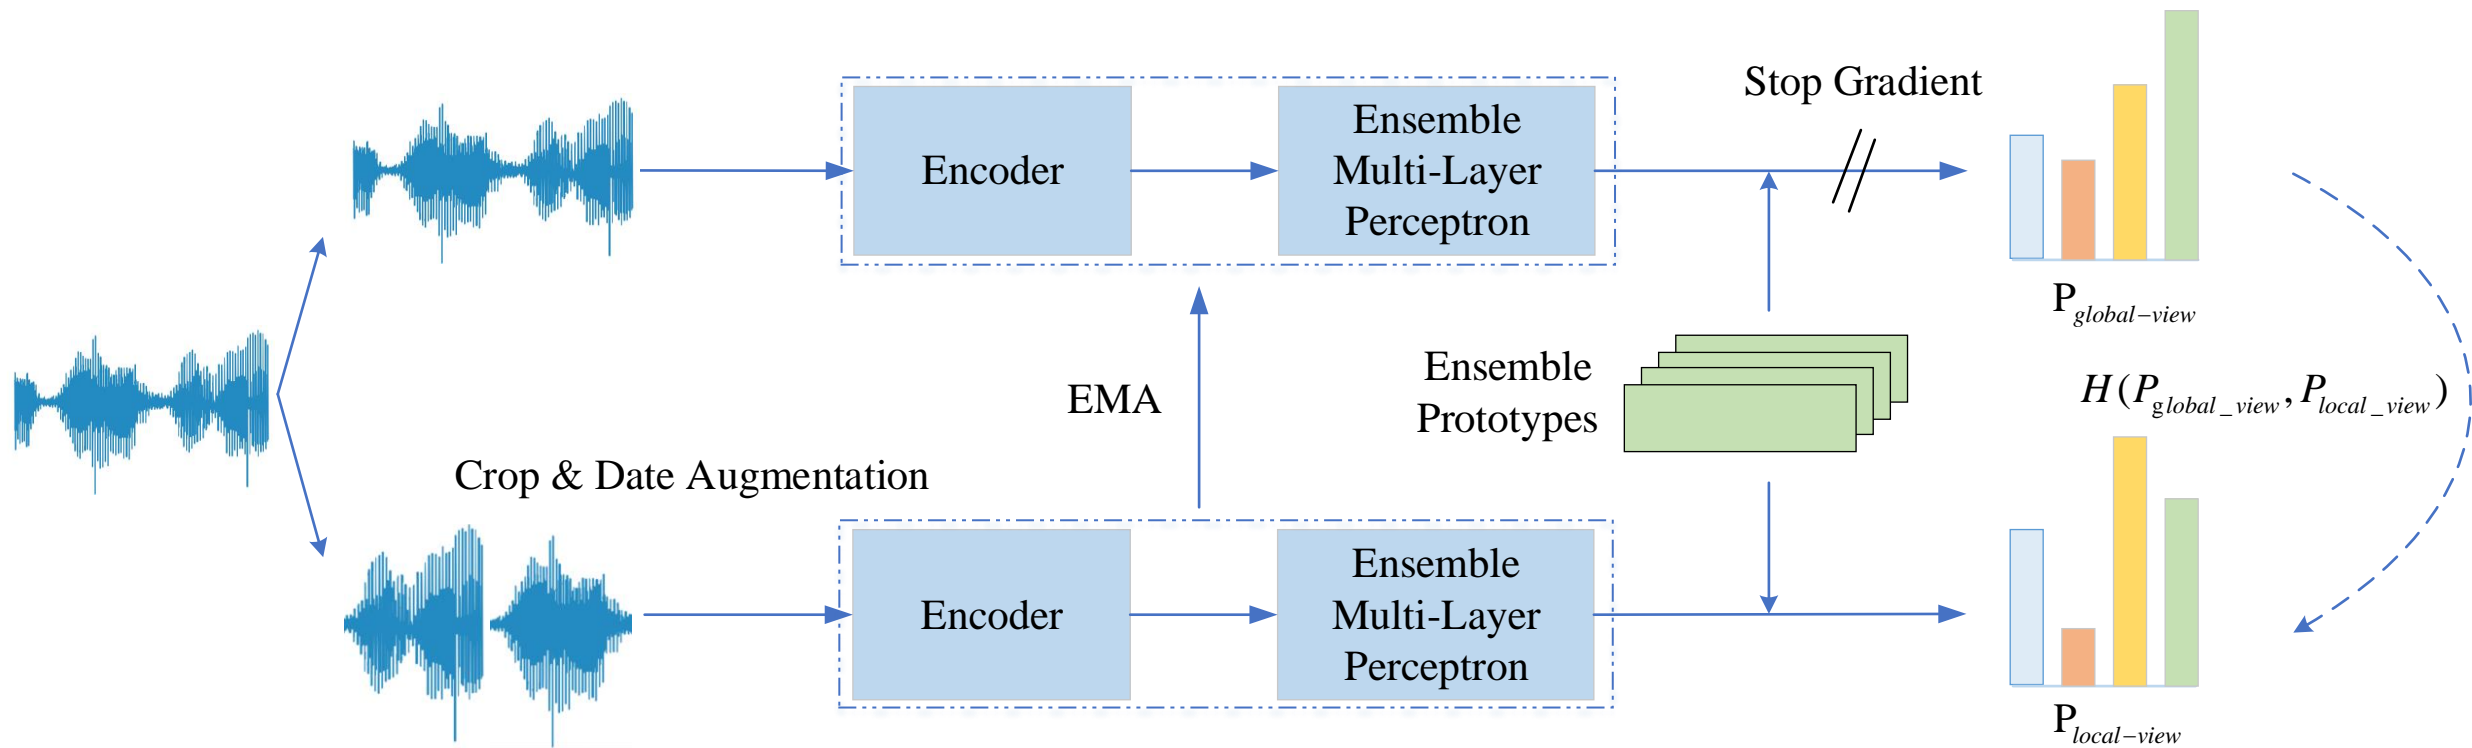 Stop Gradient
Encoder
Ensemble
Multi-Layer
Perceptron
P_global-view
EMA
Ensemble
Prototypes
H(P_global_view, P_local_view)
Crop & Date Augmentation
Encoder
Ensemble
Multi-Layer
Perceptron
P_local-view